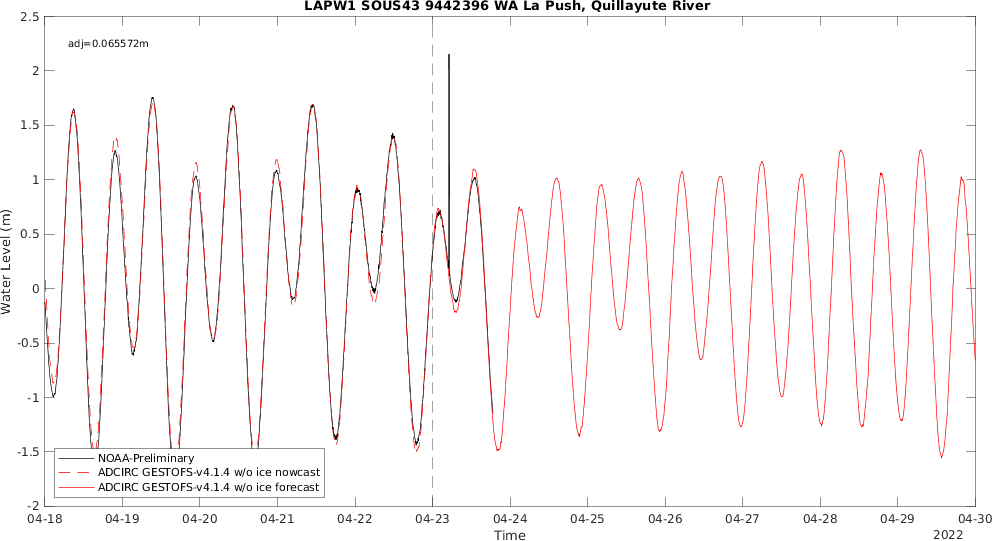 LAPW1 SOUS43 9442396 WA La Push, Quillayute River
adj=0.065572m
2.5
2
1.5
1
0.5
0
-0.5
-1
-1.5
-2
Water Level (m)
NOAA-Preliminary
ADCIRC GESTOFS-v4.1.4 w/o ice nowcast
ADCIRC GESTOFS-v4.1.4 w/o ice forecast
04-18 04-19 04-20 04-21 04-22 04-23 04-24 04-25 04-26 04-27 04-28 04-29 04-30
Time
2022